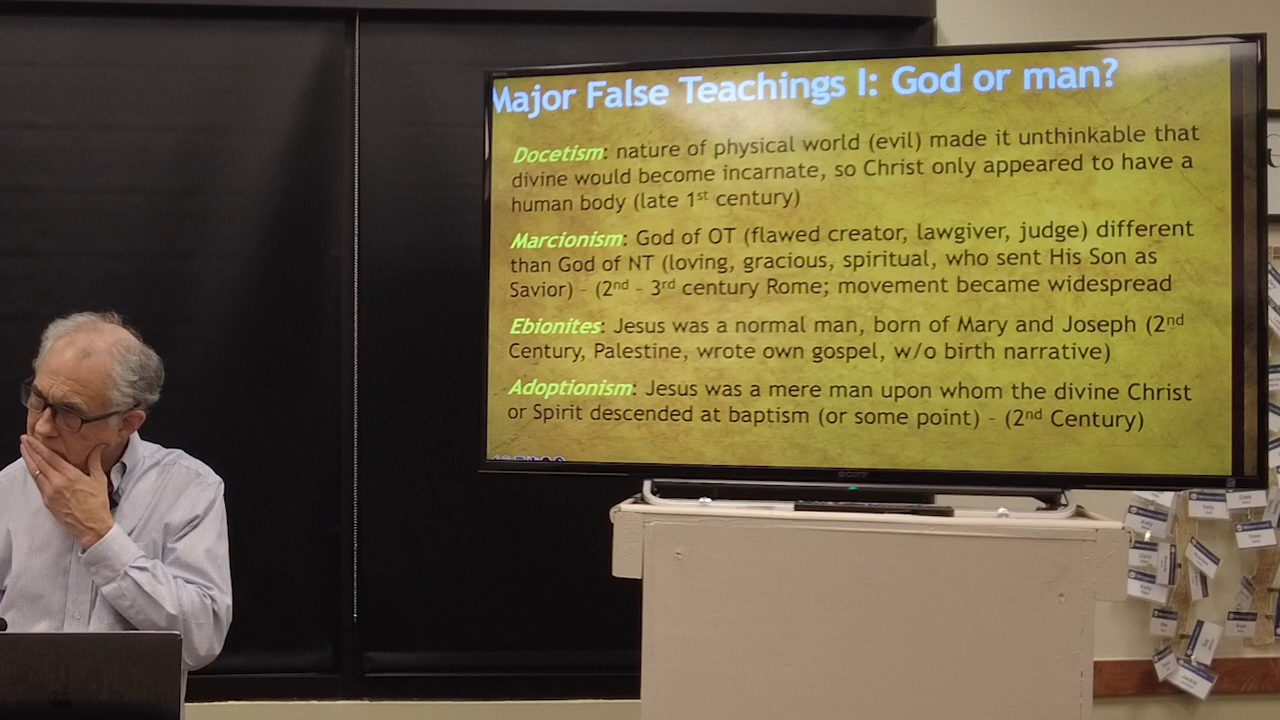 Major False Teachings I: God or man?
Docetism: nature of physical world (evil) made it unthinkable that
divine would become incarnate, so Christ only appeared to have a
human body (late 1st century)
Marcionism: God of OT (flawed creator, lawgiver, judge) different
than God of NT (loving, gracious, spiritual, who sent His Son as
Savior) – (2nd – 3rd century Rome; movement became widespread
Ebionites: Jesus was a normal man, born of Mary and Joseph (2nd
Century, Palestine, wrote own gospel, w/o birth narrative)
Adoptionism: Jesus was a mere man upon whom the divine Christ
or Spirit descended at baptism (or some point) – (2nd Century)
SONY